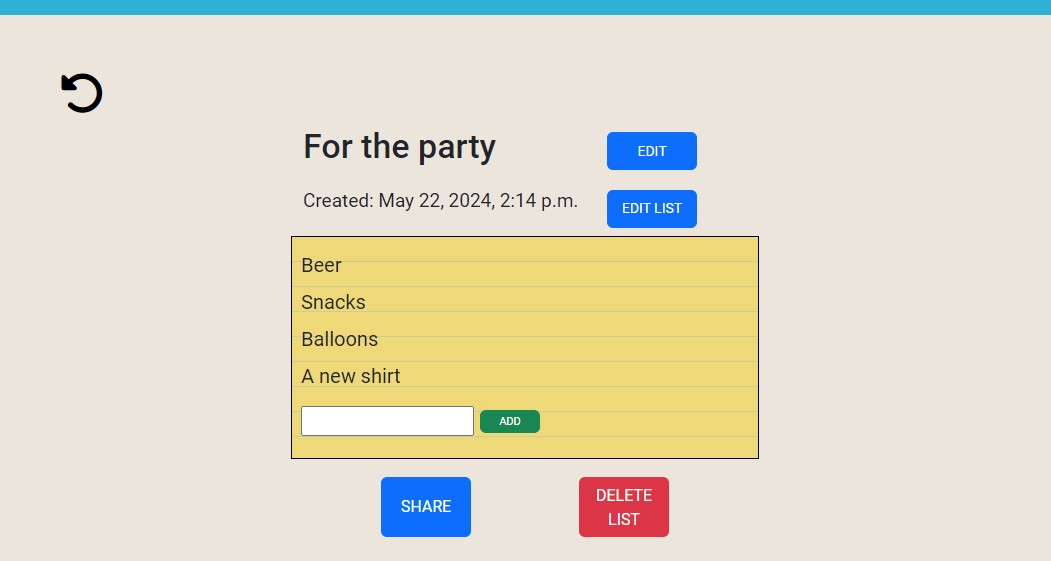 For the party
EDIT
Created: May 22, 2024, 2:14 p.m.
EDIT LIST
Beer
Snacks
Balloons
A new shirt
ADD
SHARE
DELETE
LIST